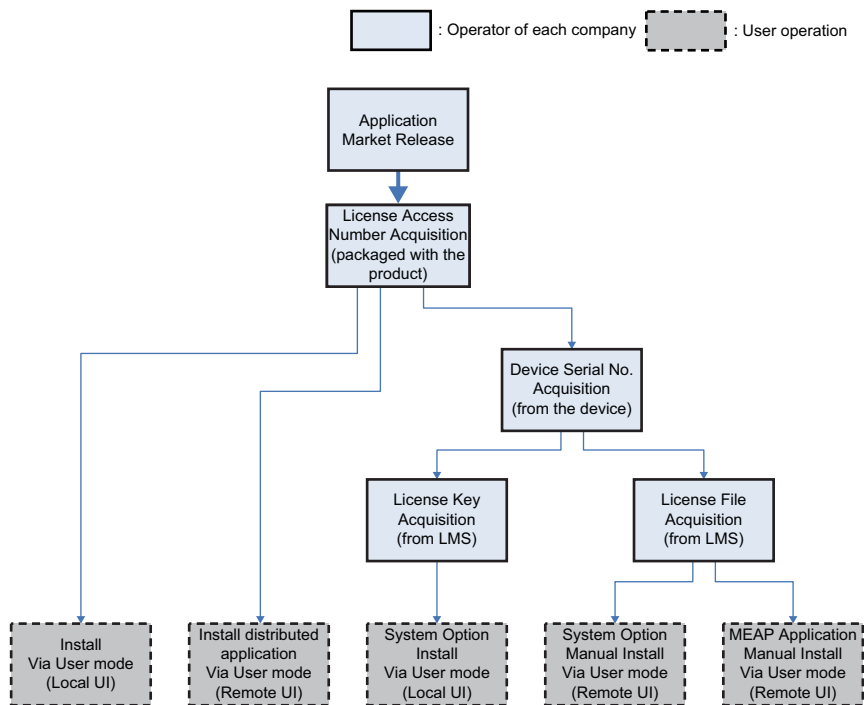 : Operator of each company
: User operation
Application
Market Release
License Access
Number Acquisition
(packaged with the
product)
Device Serial No.
Acquisition
(from the device)
License Key
Acquisition
(from LMS)
License File
Acquisition
(from LMS)
Install
Via User mode
(Local UI)
Install distributed
application
Via User mode
(Remote UI)
System Option
Install
Via User mode
(Local UI)
System Option
Manual Install
Via User mode
(Remote UI)
MEAP Application
Manual Install
Via User mode
(Remote UI)